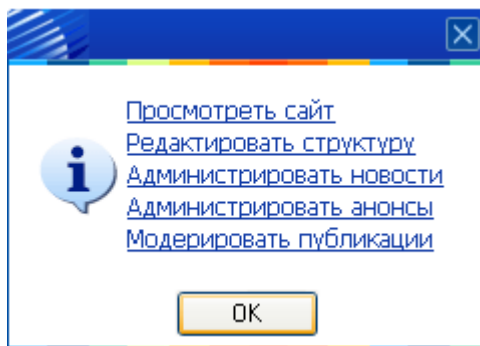 Просмотреть сайт
Редактировать структуру
Администрировать новости
Администрировать анонсы
Модерировать публикации
OK